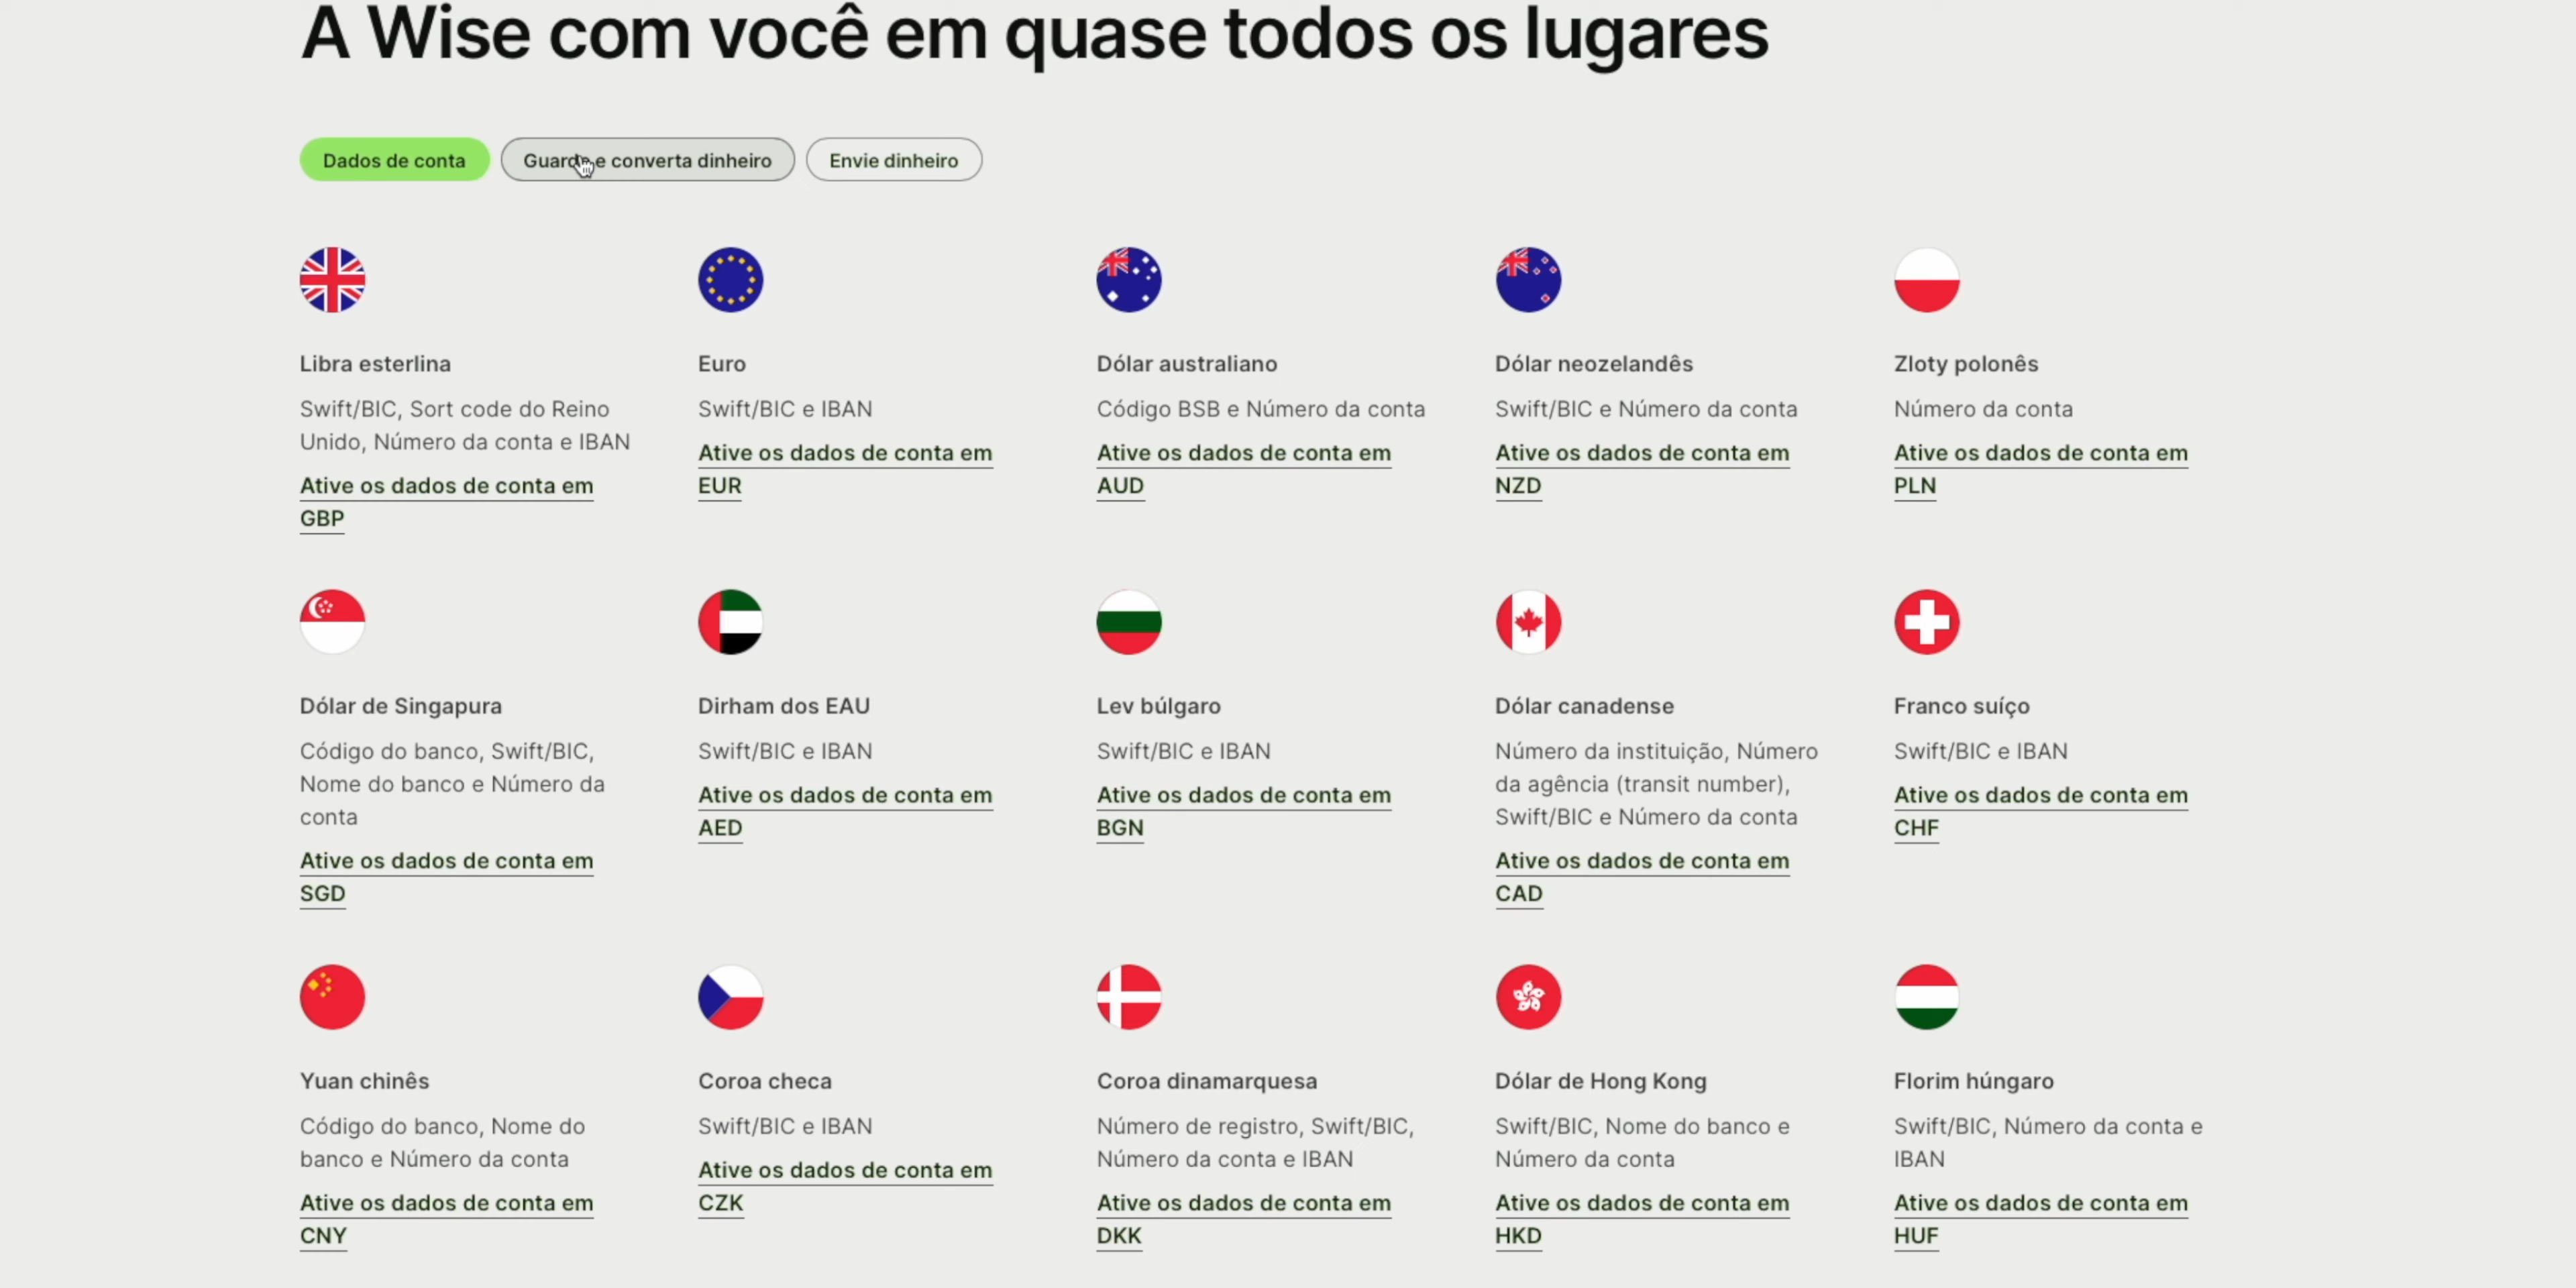 A Wise com você em quase todos os lugares
Dados de conta
Guarde e converta dinheiro
Envie dinheiro
Libra esterlina
Swift/BIC, Sort code do Reino
Unido, Número da conta e IBAN
Ative os dados de conta em
GBP
Euro
Swift/BIC e IBAN
Ative os dados de conta em
EUR
Dólar australiano
Código BSB e Número da conta
Ative os dados de conta em
AUD
Dólar neozelandês
Swift/BIC e Número da conta
Ative os dados de conta em
NZD
Zloty polonês
Número da conta
Ative os dados de conta em
PLN
Dólar de Singapura
Código do banco, Swift/BIC,
Nome do banco e Número da
conta
Ative os dados de conta em
SGD
Dirham dos EAU
Swift/BIC e IBAN
Ative os dados de conta em
AED
Lev búlgaro
Swift/BIC e IBAN
Ative os dados de conta em
BGN
Dólar canadense
Número da instituição, Número
da agência (transit number),
Swift/BIC e Número da conta
Ative os dados de conta em
CAD
Franco suíço
Swift/BIC e IBAN
Ative os dados de conta em
CHF
Yuan chinês
Código do banco, Nome do
banco e Número da conta
Ative os dados de conta em
CNY
Coroa checa
Swift/BIC e IBAN
Ative os dados de conta em
CZK
Coroa dinamarquesa
Número de registro, Swift/BIC,
Número da conta e IBAN
Ative os dados de conta em
DKK
Dólar de Hong Kong
Swift/BIC, Nome do banco e
Número da conta
Ative os dados de conta em
HKD
Florim húngaro
Swift/BIC, Número da conta e
IBAN
Ative os dados de conta em
HUF